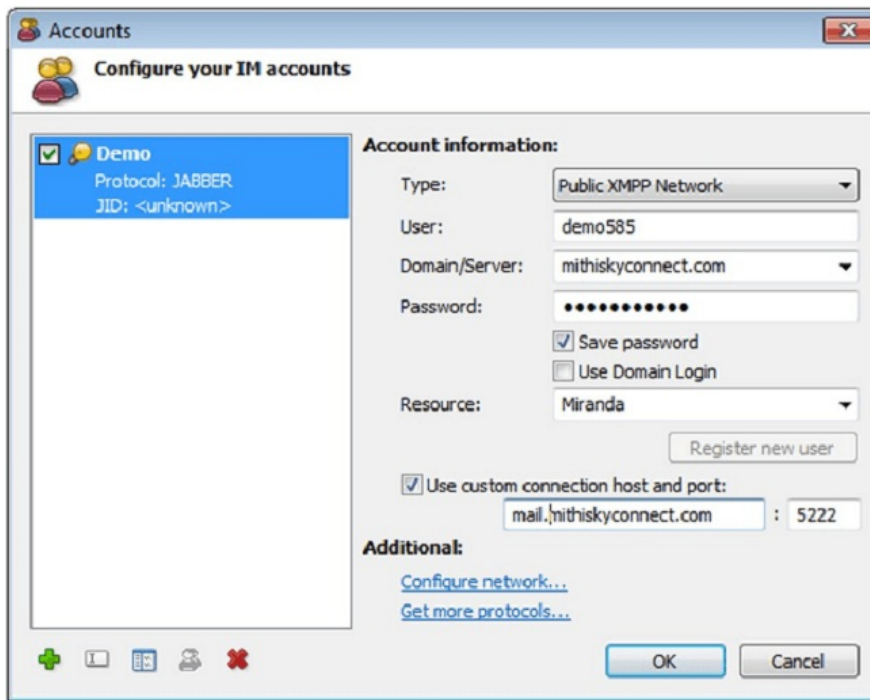 Accounts
Configure your IM accounts
Demo
Protocol: JABBER
JID: <unknown>
Account information:
Type: Public XMPP Network
User: demo585
Domain/Server: mithiskyconnect.com
Password: •••••••••••
Save password
Use Domain Login
Resource: Miranda
Register new user
Use custom connection host and port:
mail.mithiskyconnect.com : 5222
Additional:
Configure network...
Get more protocols...
OK Cancel